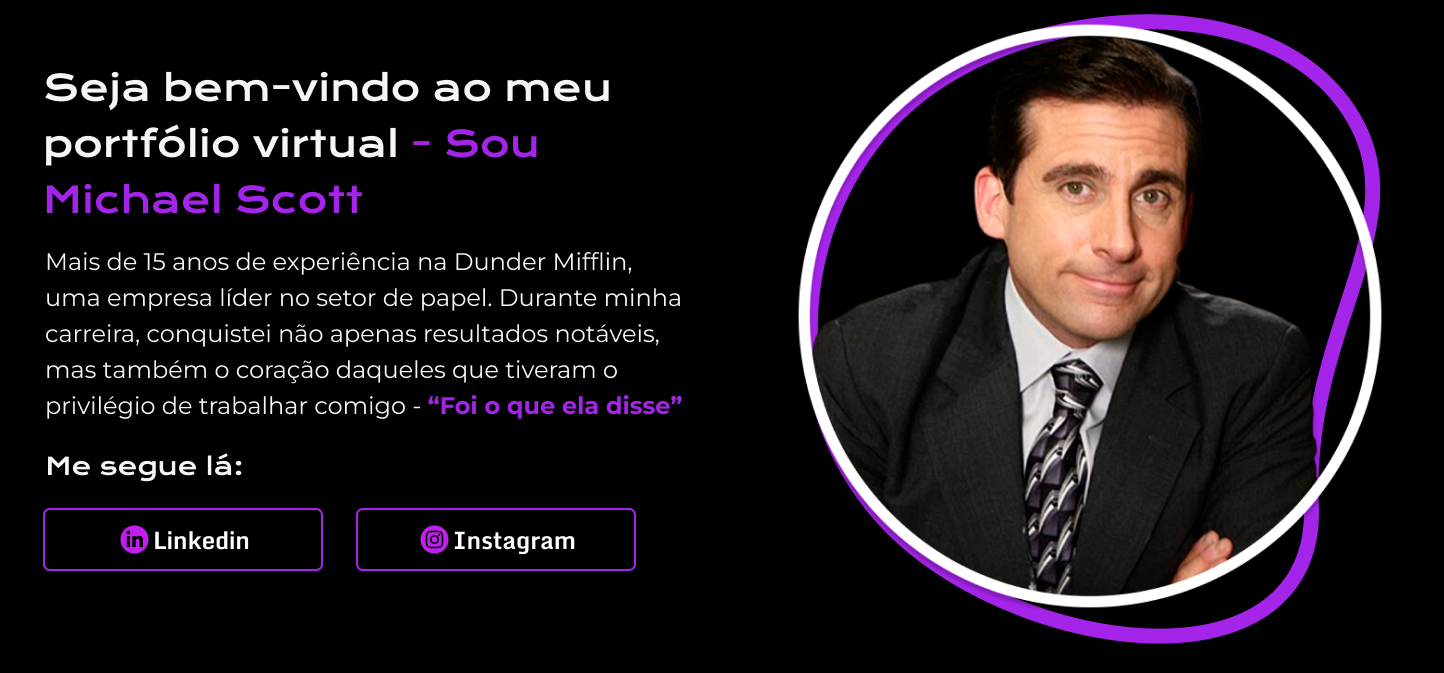 Seja bem-vindo ao meu
portfólio virtual - Sou
Michael Scott
Mais de 15 anos de experiência na Dunder Mifflin,
uma empresa líder no setor de papel. Durante minha
carreira, conquistei não apenas resultados notáveis,
mas também o coração daqueles que tiveram o
privilégio de trabalhar comigo - “Foi o que ela disse”
Me segue lá:
Linkedin
Instagram